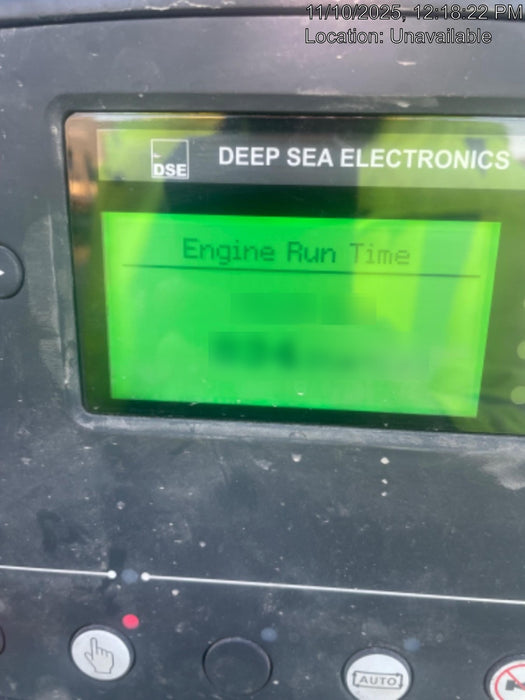 11/10/2025, 12:18:22 PM
Location: Unavailable
DSE
DEEP SEA ELECTRONICS
Engine Run Time
AUTO